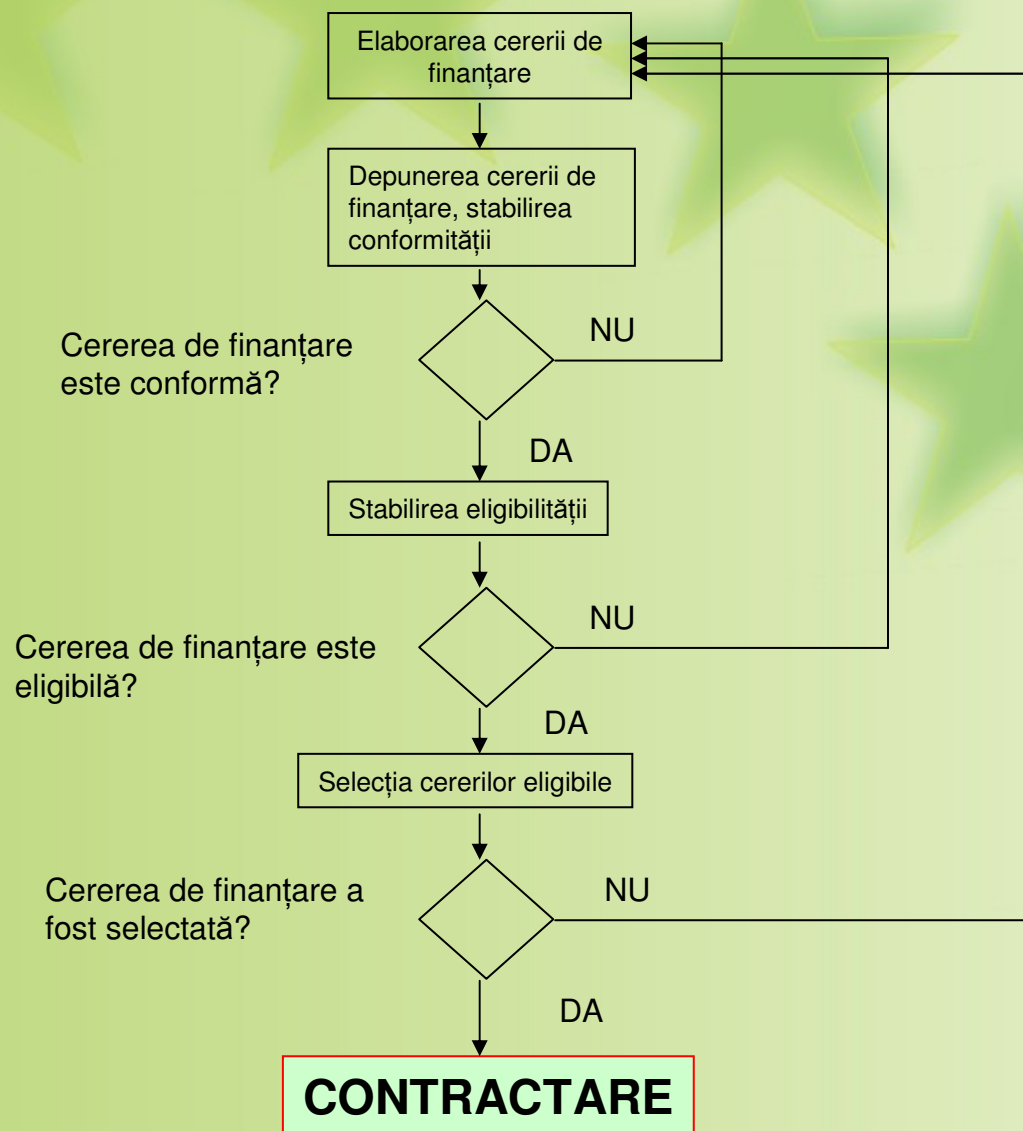 Elaborarea cererii de
finanțare
Depunerea cererii de
finanțare, stabilirea
conformității
Cererea de finanțare
este conformă?
NU
DA
Stabilirea eligibilității
Cererea de finanțare este
eligibilă?
NU
DA
Selecția cererilor eligibile
Cererea de finanțare a
fost selectată?
NU
DA
CONTRACTARE